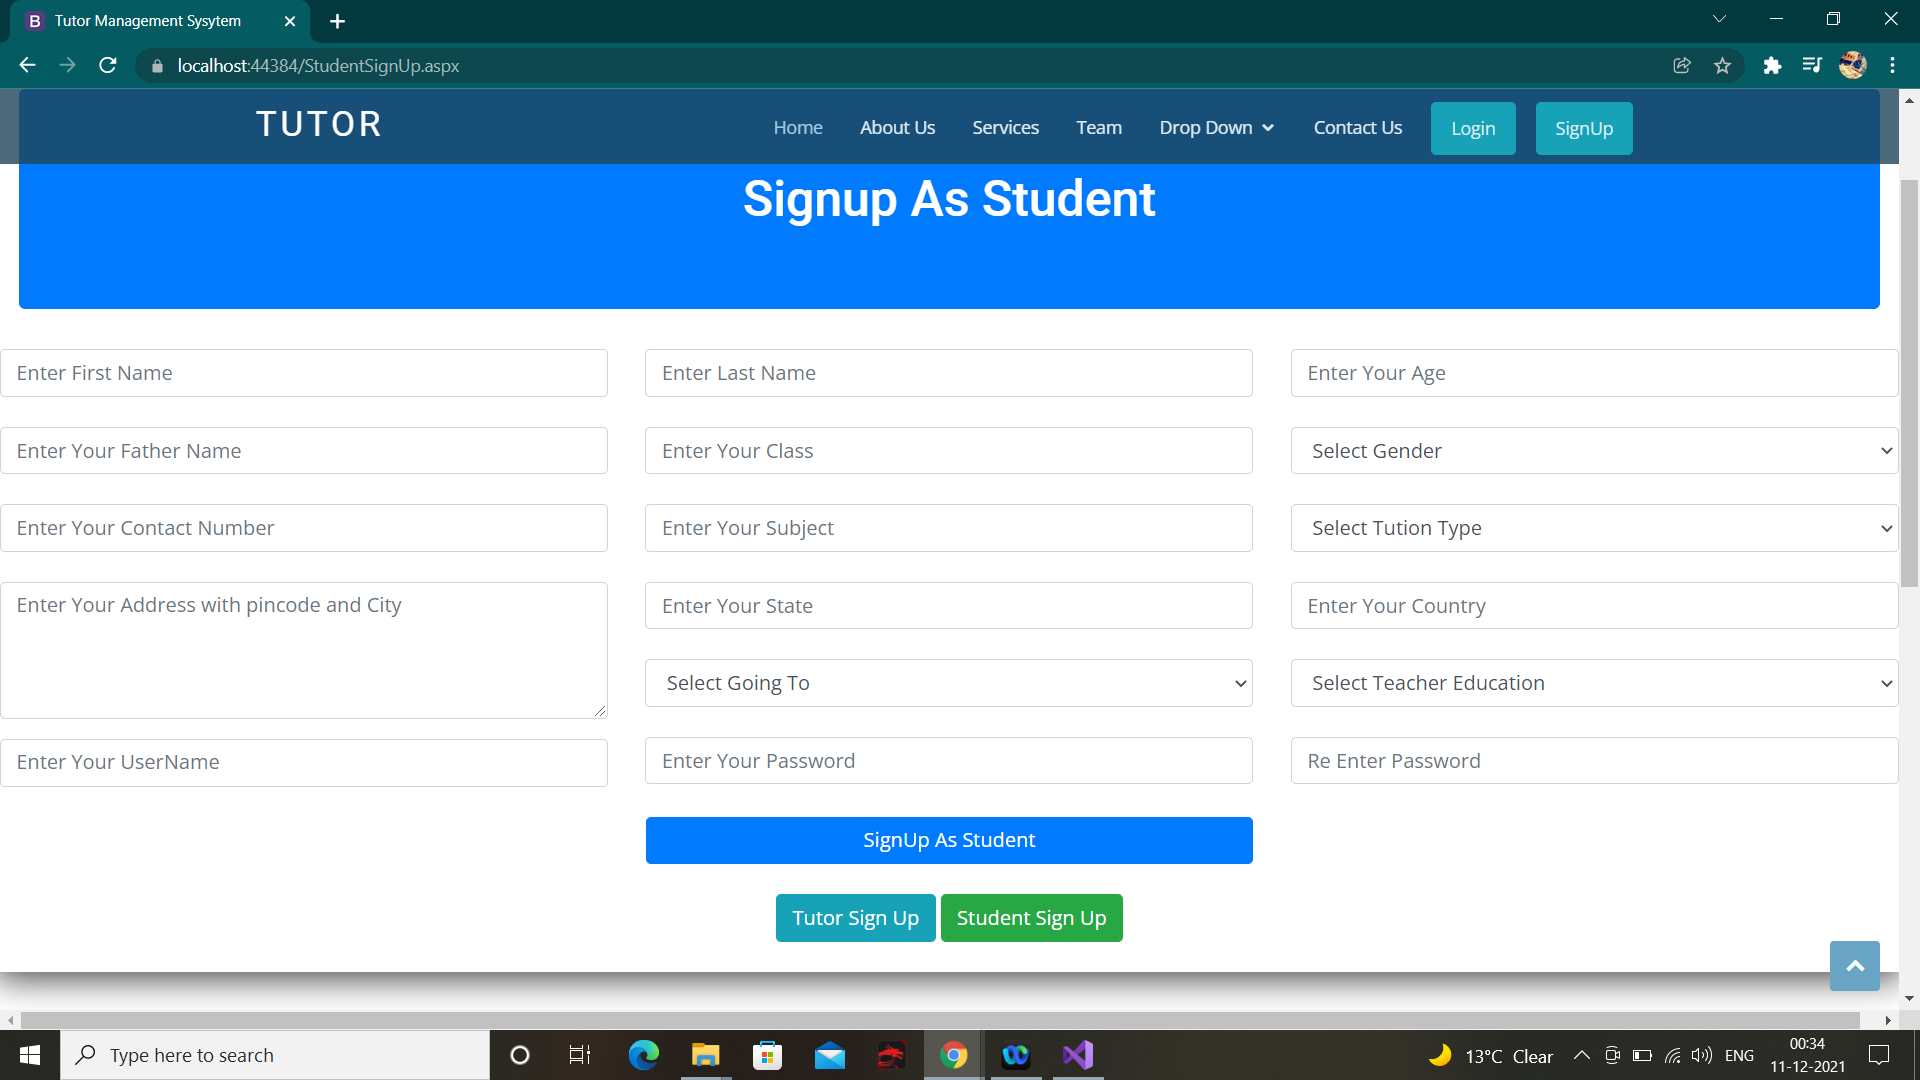 Tutor Management Sysytem
localhost:44384/StudentSignUp.aspx
TUTOR
Home About Us Services Team Drop Down Contact Us Login SignUp
Signup As Student
Enter First Name Enter Last Name Enter Your Age
Enter Your Father Name Enter Your Class Select Gender
Enter Your Contact Number Enter Your Subject Select Tution Type
Enter Your Address with pincode and City Enter Your State Enter Your Country
Select Going To Select Teacher Education
Enter Your UserName Enter Your Password Re Enter Password
SignUp As Student
Tutor Sign Up Student Sign Up
Type here to search
13°C Clear
ENG
00:34
11-12-2021